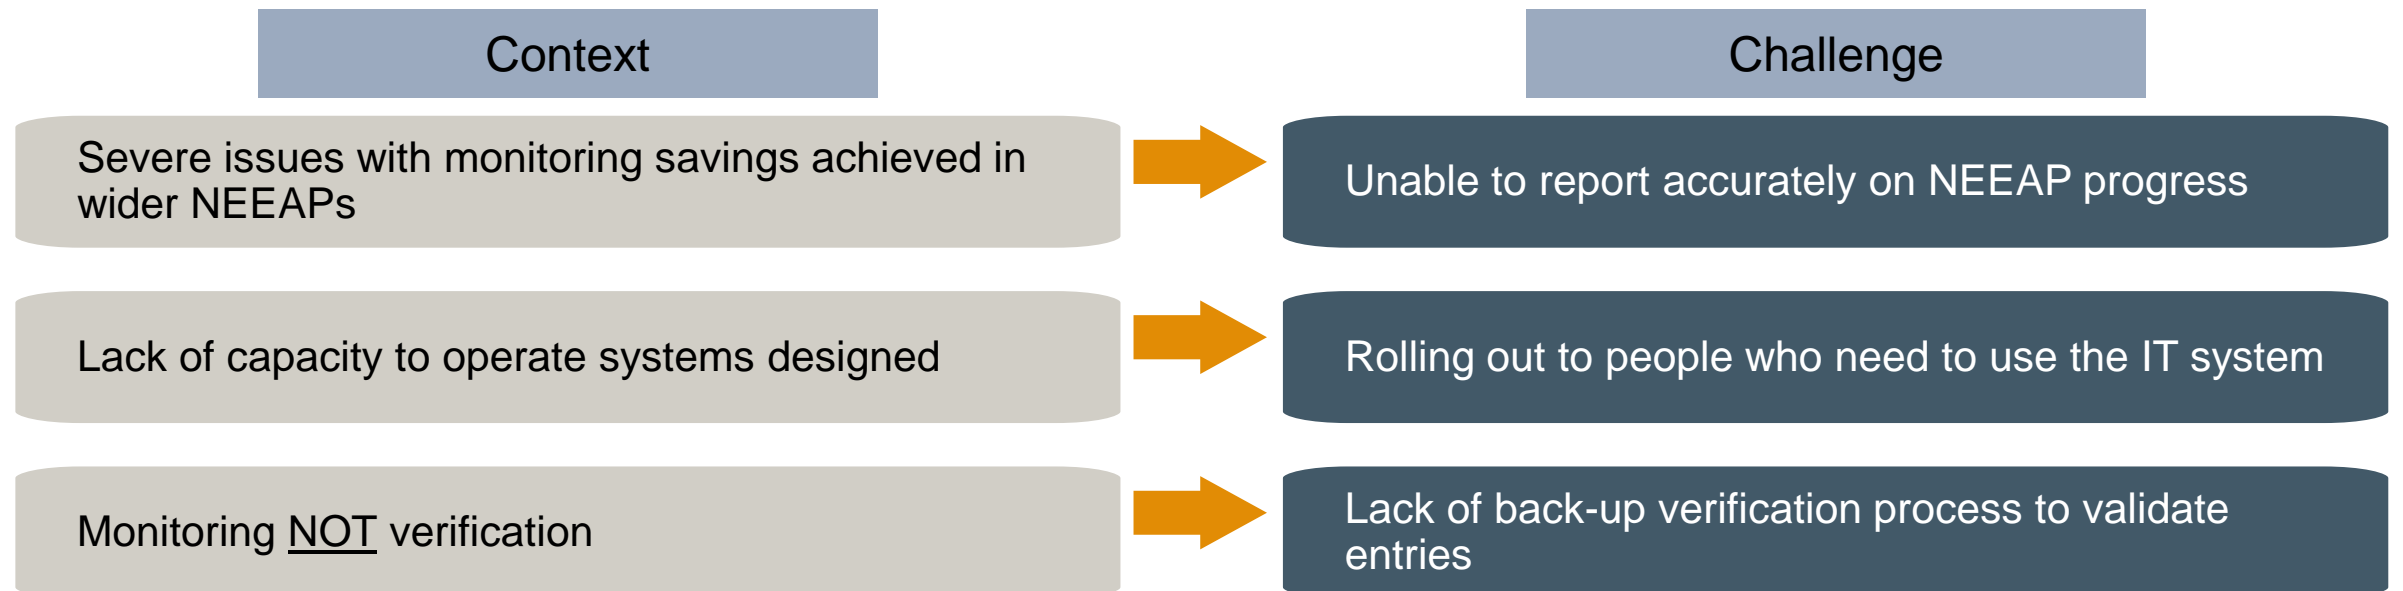 Context
Challenge
Severe issues with monitoring savings achieved in
wider NEEAPs
Unable to report accurately on NEEAP progress
Lack of capacity to operate systems designed
Rolling out to people who need to use the IT system
Monitoring NOT verification
Lack of back-up verification process to validate
entries